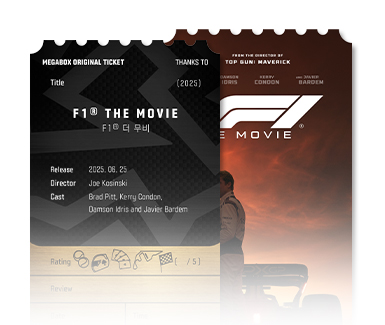 MEGABOX ORIGINAL TICKET
THANKS TO
Title
(2025)
F1® THE MOVIE
F1® 더 무비
Release 2025. 06. 25
Director Joe Kosinski
Cast Brad Pitt, Kerry Condon,
Damson Idris and Javier Bardem
Rating ( / 5)
FROM THE DIRECTOR OF
TOP GUN: MAVERICK
IDRIS
KERRY CONDON
AND JAVIER BARDEM
F1
E MOVIE ®